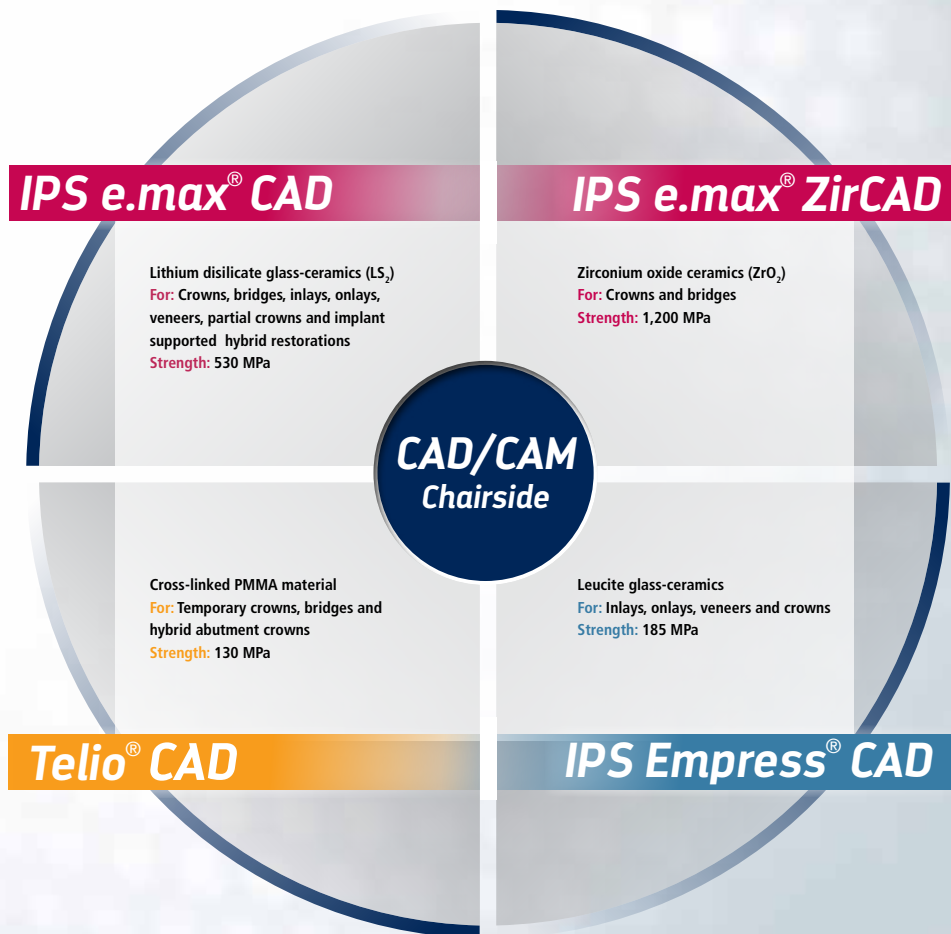 IPS e.max® CAD
Lithium disilicate glass-ceramics (LS₂)
For: Crowns, bridges, inlays, onlays,
veneers, partial crowns and implant
supported hybrid restorations
Strength: 530 MPa
IPS e.max® ZirCAD
Zirconium oxide ceramics (ZrO₂)
For: Crowns and bridges
Strength: 1,200 MPa
CAD/CAM
Chairside
Cross-linked PMMA material
For: Temporary crowns, bridges and
hybrid abutment crowns
Strength: 130 MPa
Telio® CAD
Leucite glass-ceramics
For: Inlays, onlays, veneers and crowns
Strength: 185 MPa
IPS Empress® CAD